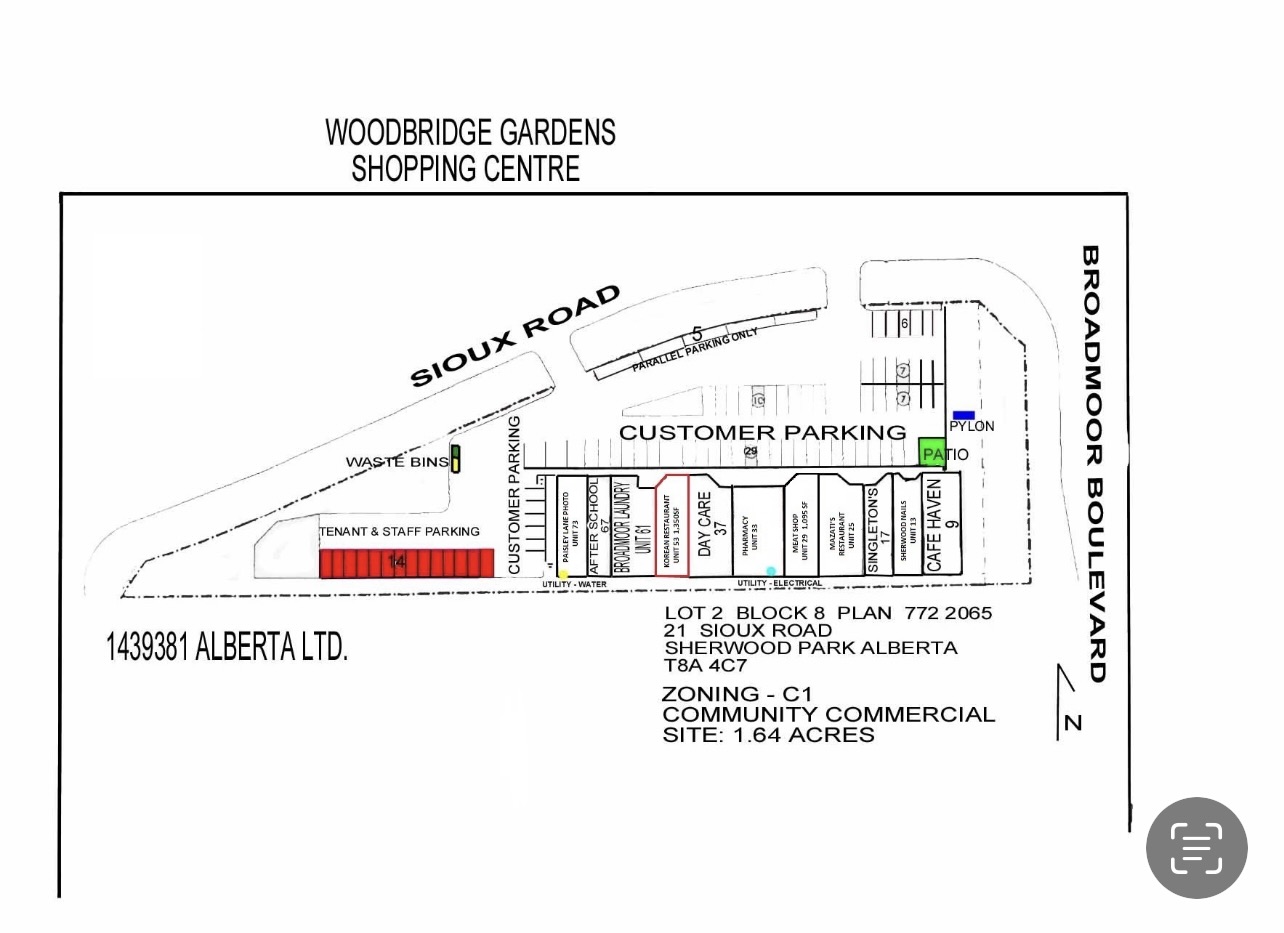 WOODBRIDGE GARDENS
SHOPPING CENTRE
BROADMOOR BOULEVARD
SIOUX ROAD
5
PARALLEL PARKING ONLY
6
7
7
10
CUSTOMER PARKING
29
PYLON
PATIO
WASTE BINS
CUSTOMER PARKING
TENANT & STAFF PARKING
14
PAISLEY LANE PHOTO
UNIT 73
AFTER SCHOOL
67
BROADMOOR LAUNDRY
UNIT 61
KOREAN RESTAURANT
UNIT 53 1,350SF
DAY CARE
37
PHARMACY
UNIT 33
MEAT SHOP
UNIT 29 1,095 SF
MAZATI'S
RESTAURANT
UNIT 25
SINGLETON'S
17
SHERWOOD NAILS
UNIT 13
CAFE HAVEN
9
UTILITY - WATER
UTILITY - ELECTRICAL
1439381 ALBERTA LTD.
LOT 2 BLOCK 8 PLAN 772 2065
21 SIOUX ROAD
SHERWOOD PARK ALBERTA
T8A 4C7
ZONING - C1
COMMUNITY COMMERCIAL
SITE: 1.64 ACRES
N